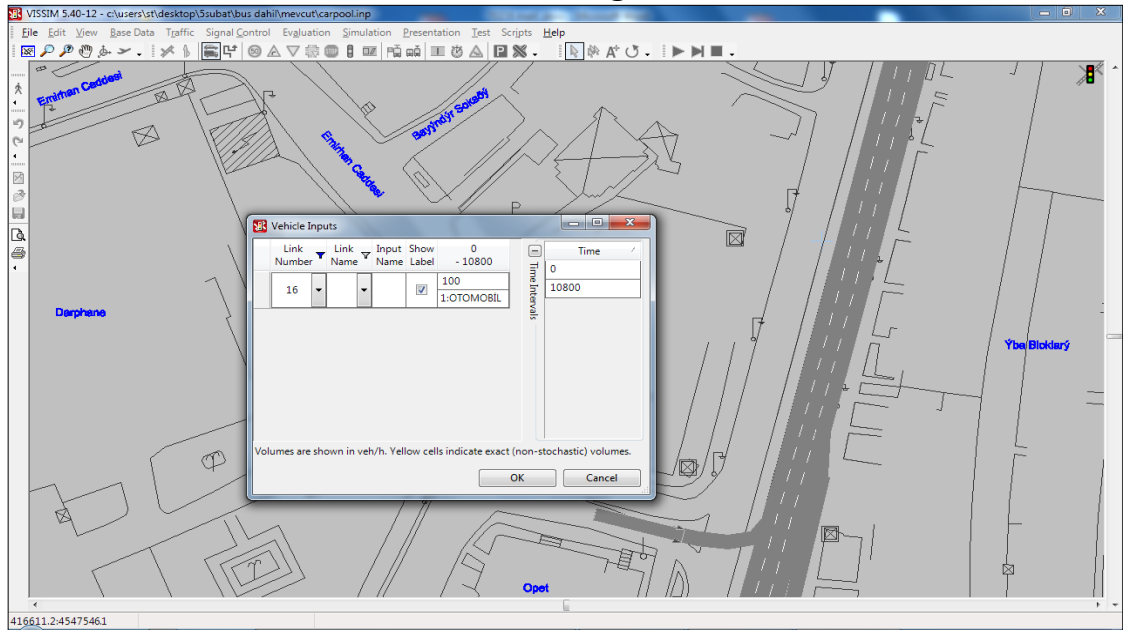 VISSIM 5.40-12 - c:\users\st\desktop\5subat\bus dahil\mevcut\carpool.inp
File Edit View Base Data Traffic Signal Control Evaluation Simulation Presentation Test Scripts Help
Emirhan Caddesi
Bayýndýr Sokaðý
Emirhan Caddesi
Vehicle Inputs
Link Number Link Name Input Name Show Label 0 - 10800
16 100
1:OTOMOBİL
Time Intervals
Time
0
10800
Darphane
Ýba Bloklarý
Volumes are shown in veh/h. Yellow cells indicate exact (non-stochastic) volumes.
OK Cancel
Opet
416611.2:4547546.1